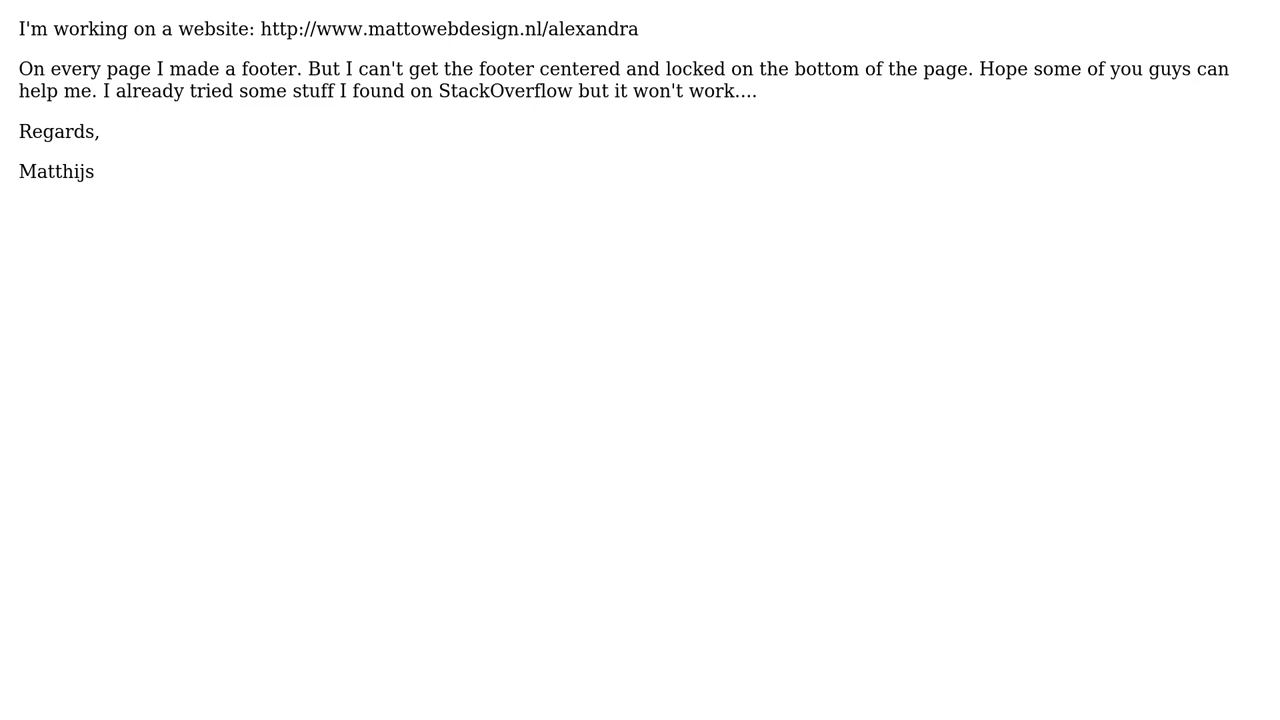 I'm working on a website: http://www.mattowebdesign.nl/alexandra
On every page I made a footer. But I can't get the footer centered and locked on the bottom of the page. Hope some of you guys can
help me. I already tried some stuff I found on StackOverflow but it won't work....
Regards,
Matthijs